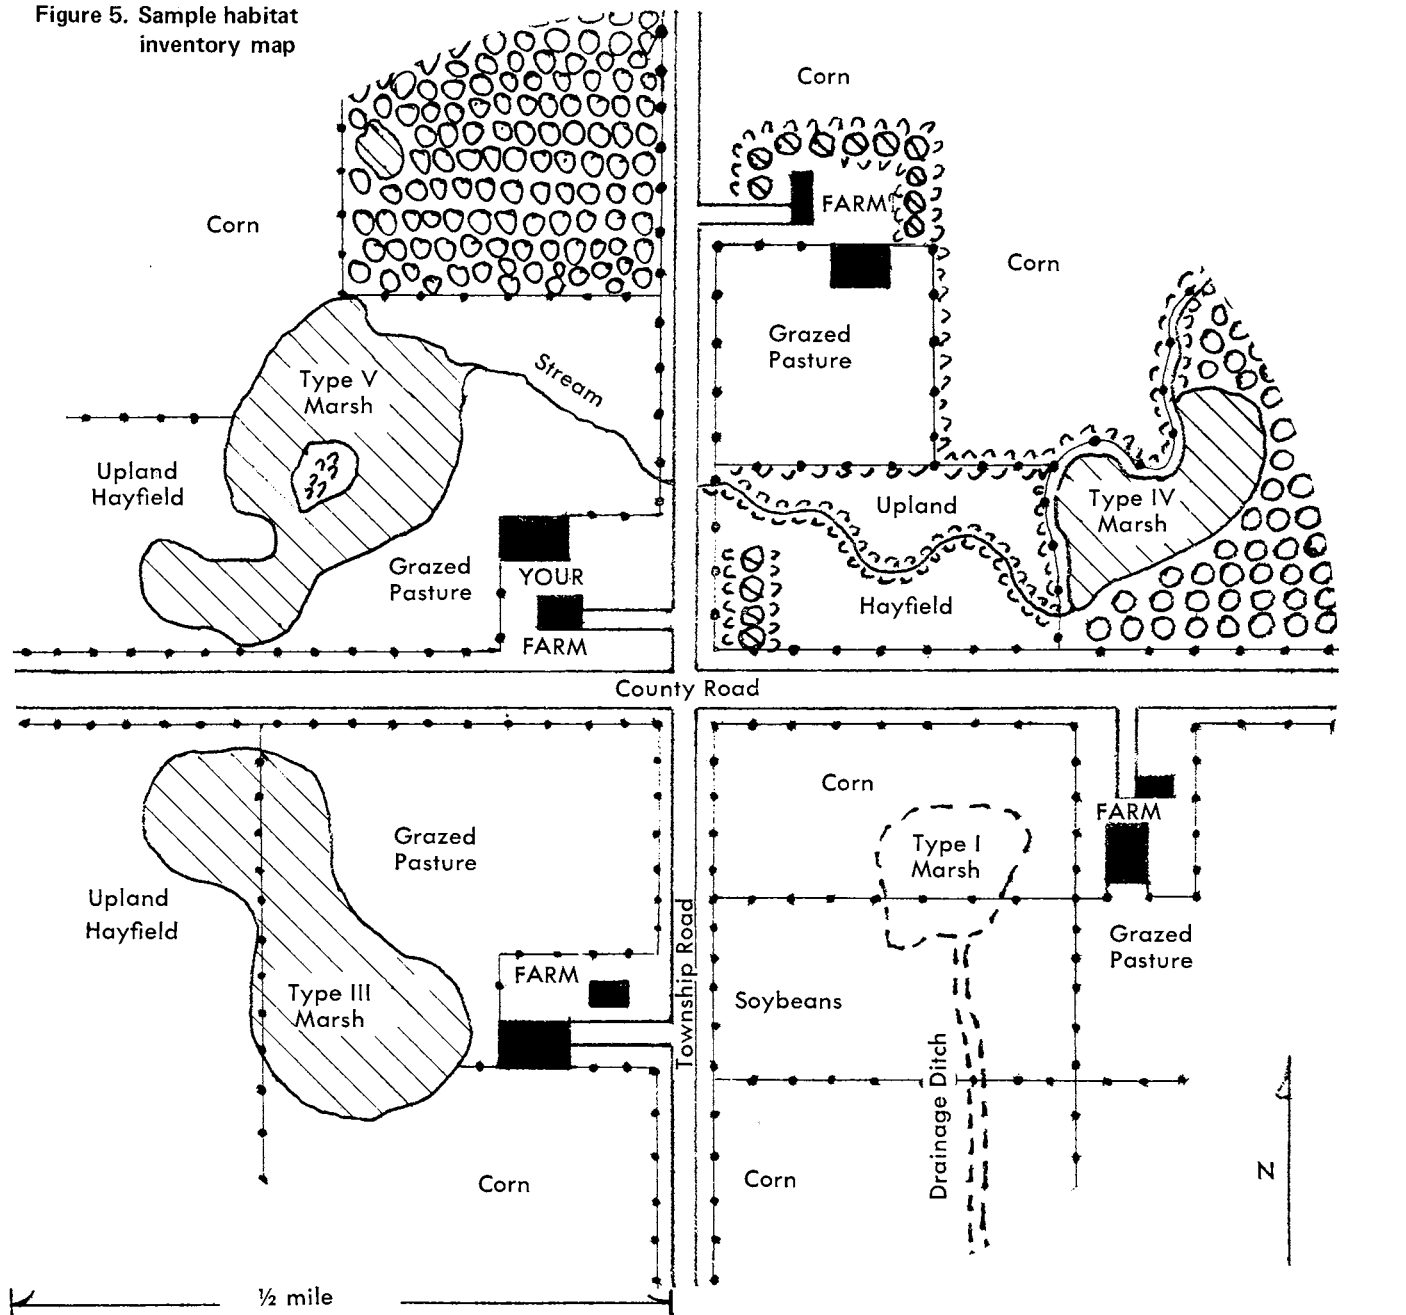 Figure 5. Sample habitat
inventory map
Corn
Corn
FARM
Corn
Grazed
Pasture
Stream
Type V
Marsh
Upland
Hayfield
Upland
Type IV
Marsh
Grazed
Pasture
YOUR
FARM
Hayfield
County Road
Corn
FARM
Type I
Marsh
Grazed
Pasture
Upland
Hayfield
Grazed
Pasture
FARM
Type III
Marsh
Township Road
Soybeans
Drainage Ditch
Corn
Corn
N
½ mile